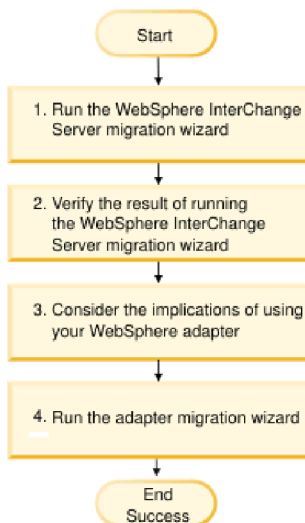 Start
1. Run the WebSphere InterChange
Server migration wizard
2. Verify the result of running
the WebSphere InterChange
Server migration wizard
3. Consider the implications of using
your WebSphere adapter
4. Run the adapter migration wizard
End
Success